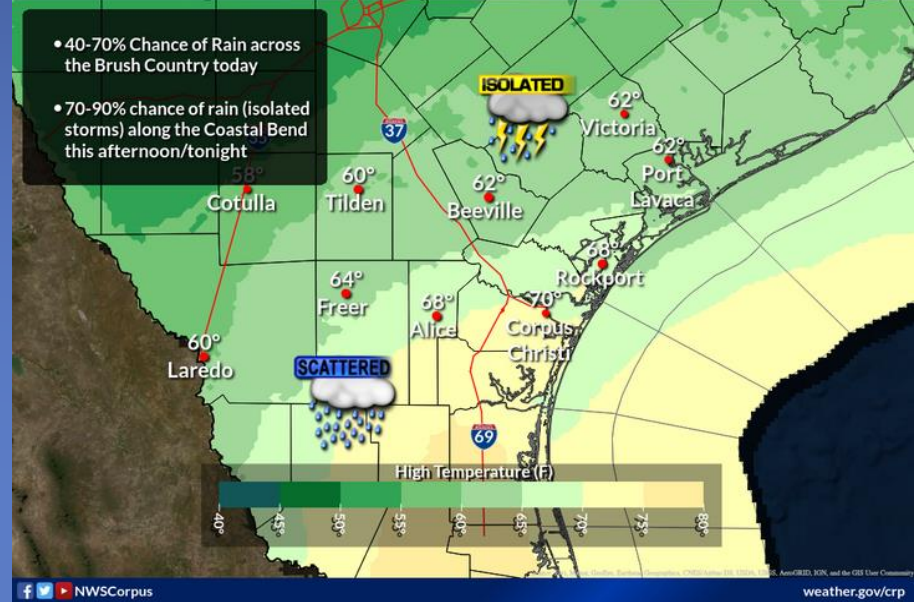 • 40-70% Chance of Rain across
the Brush Country today
• 70-90% chance of rain (isolated
storms) along the Coastal Bend
this afternoon/tonight
ISOLATED
37
62°
Victoria
62°
Port
Lavaca
58°
Cotulla
60°
Tilden
62°
Beeville
68°
Rockport
64°
Freer
68°
Alice
70°
Corpus
Christi
60°
Laredo
SCATTERED
69
High Temperature (F)
40° 45° 50° 55° 60° 65° 70° 75° 80°
NWSCorpus
weather.gov/crp